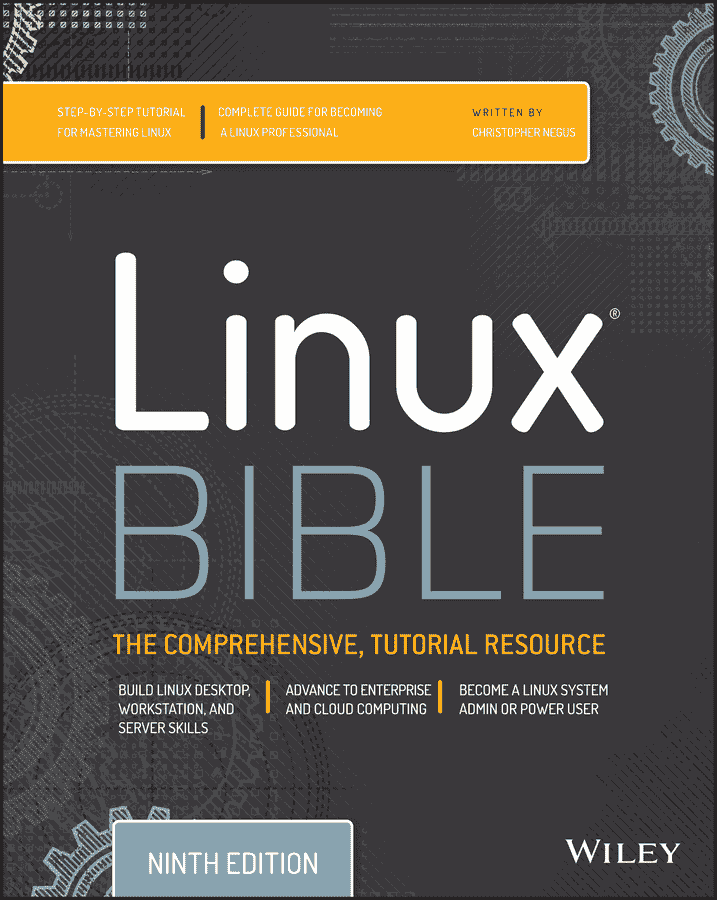 STEP-BY-STEP TUTORIAL
FOR MASTERING LINUX
COMPLETE GUIDE FOR BECOMING
A LINUX PROFESSIONAL
WRITTEN BY
CHRISTOPHER NEGUS
Linux®
BIBLE
THE COMPREHENSIVE, TUTORIAL RESOURCE
BUILD LINUX DESKTOP,
WORKSTATION, AND
SERVER SKILLS
ADVANCE TO ENTERPRISE
AND CLOUD COMPUTING
BECOME A LINUX SYSTEM
ADMIN OR POWER USER
NINTH EDITION
WILEY